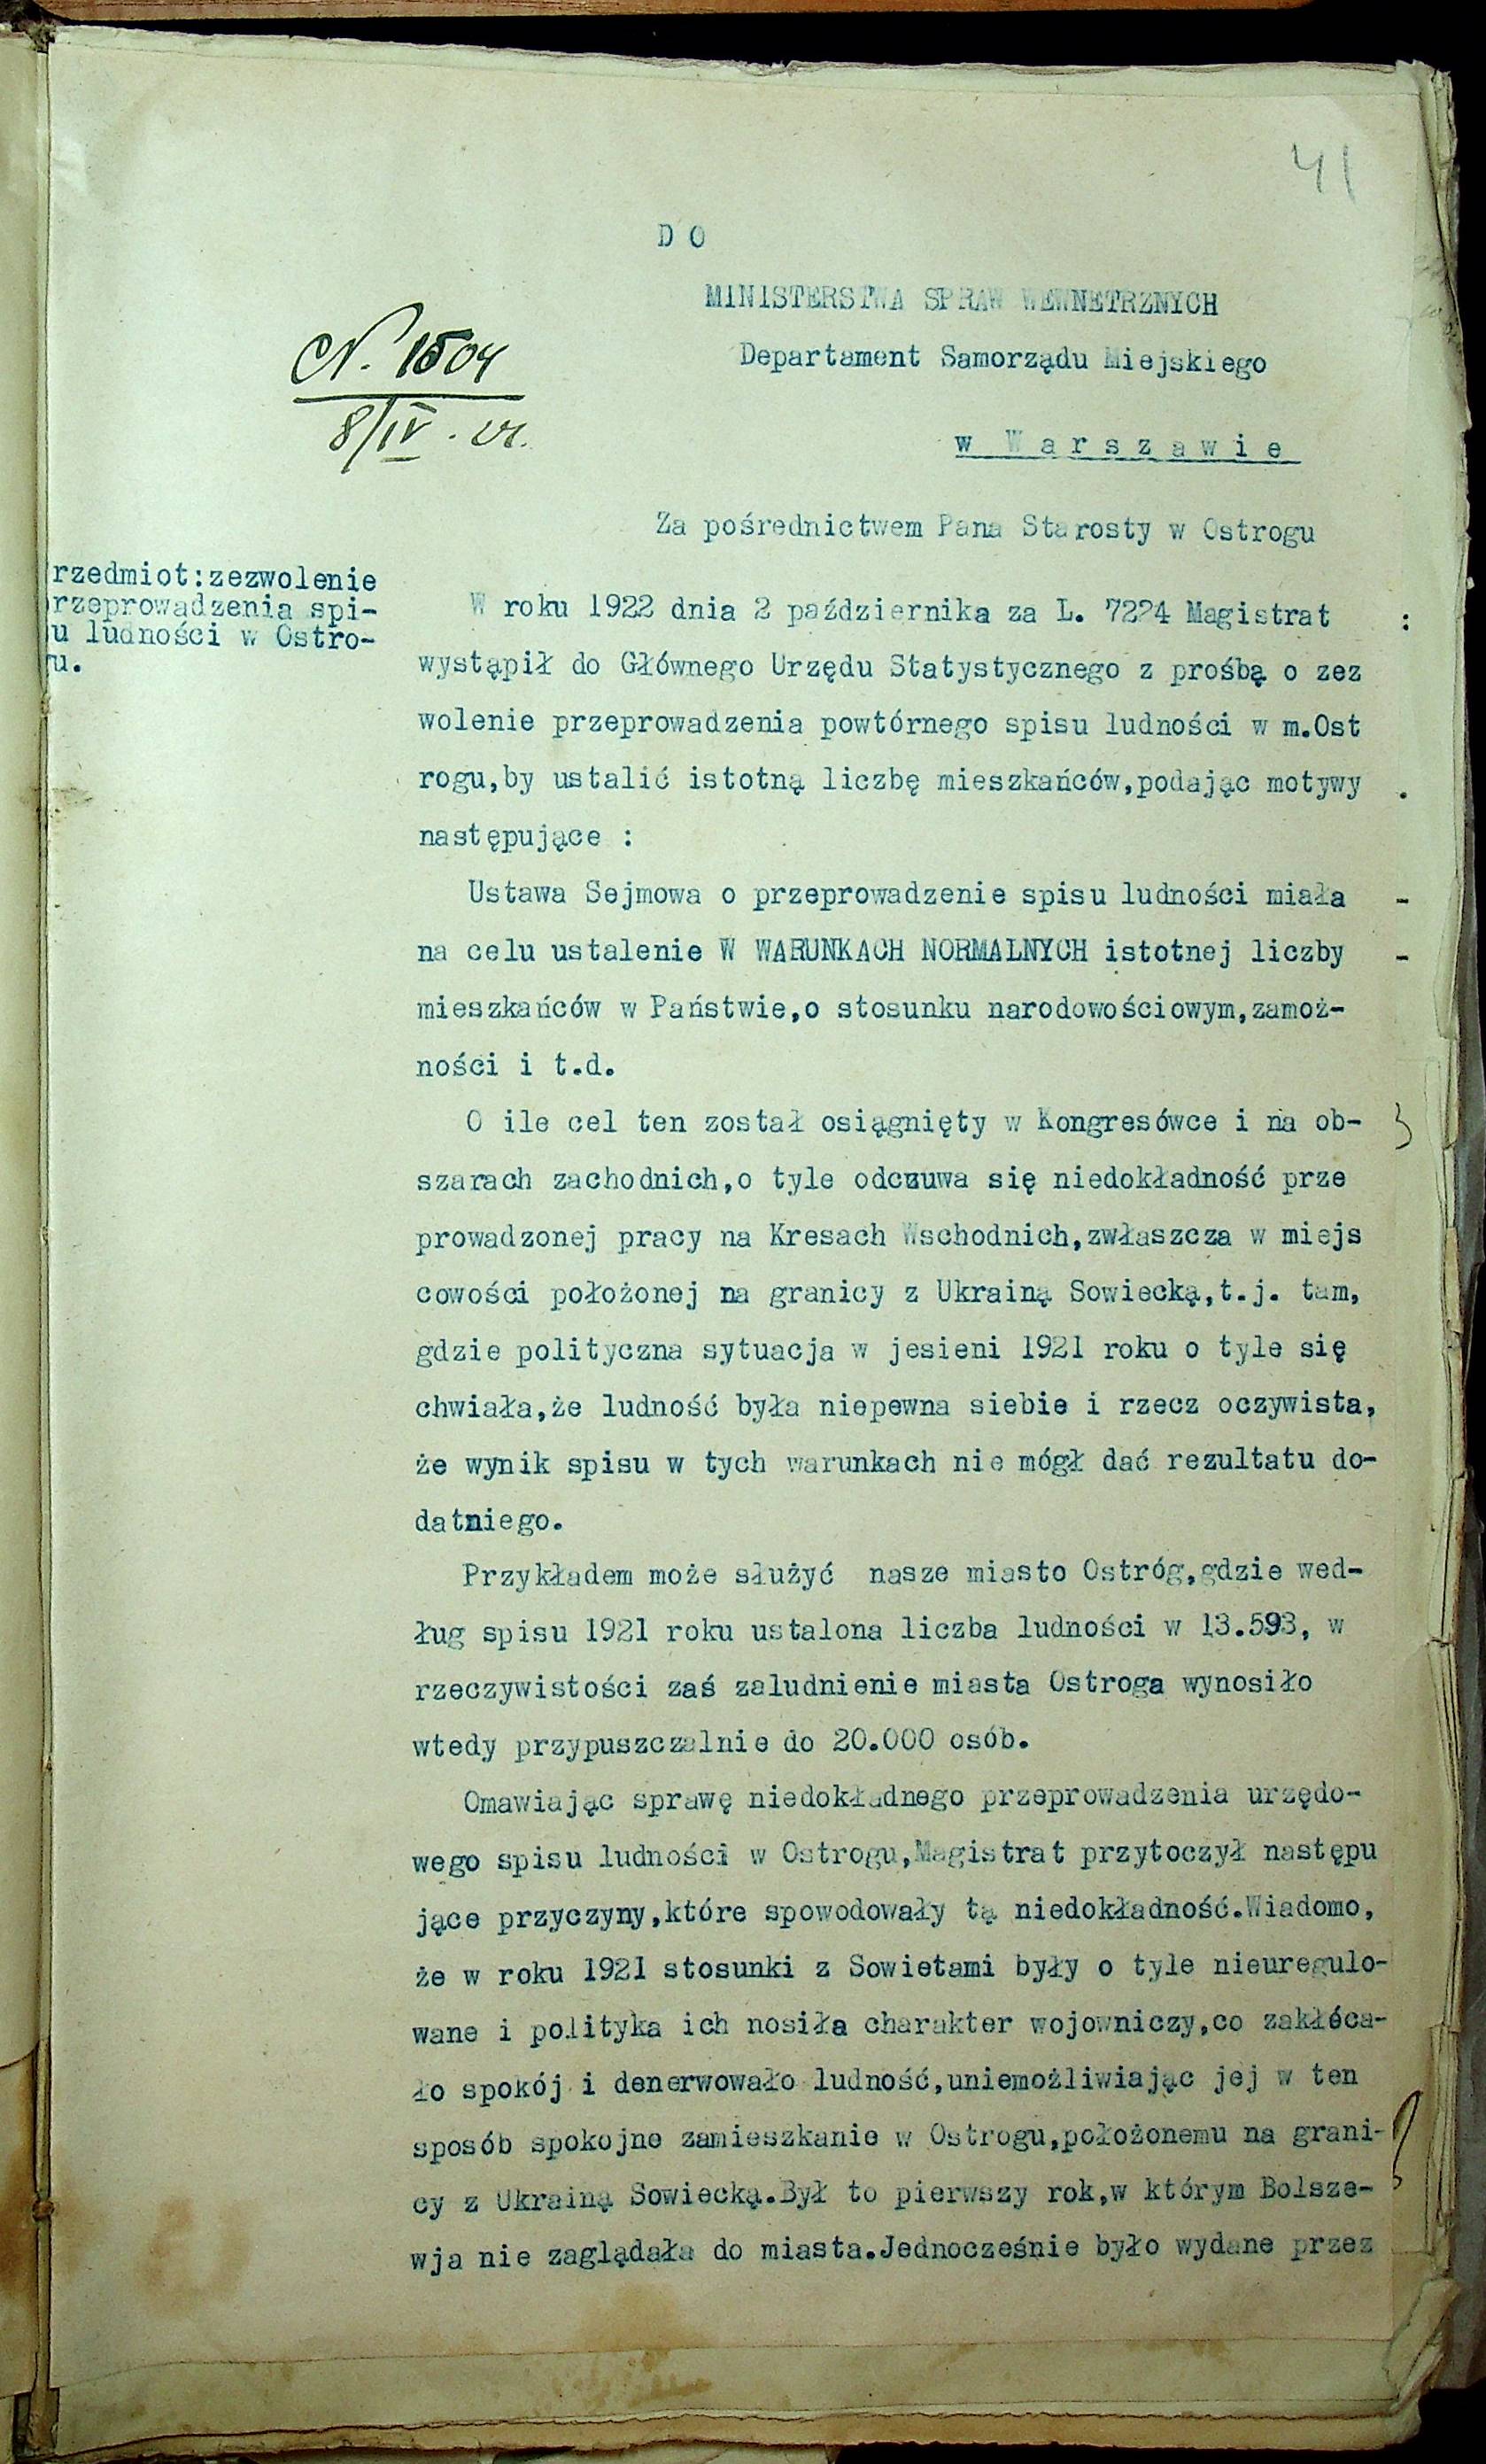 41
D O
MINISTERSTWA SPRAW WEWNETRZNYCH
Departament Samorządu Miejskiego
w Warszawie
N. 1504
8/IV
Za pośrednictwem Pana Starosty w Ostrogu
rzedmiot:zezwolenie
rzeprowadzenia spi-
u ludności w Ostro-
u.
W roku 1922 dnia 2 października za L. 7224 Magistrat :
wystąpił do Głównego Urzędu Statystycznego z prośbą o zez
wolenie przeprowadzenia powtórnego spisu ludności w m.Ost
rogu,by ustalić istotną liczbę mieszkańców,podając motywy .
następujące :
Ustawa Sejmowa o przeprowadzenie spisu ludności miała -
na celu ustalenie W WARUNKACH NORMALNYCH istotnej liczby -
mieszkańców w Państwie,o stosunku narodowościowym,zamoż-
ności i t.d.
O ile cel ten został osiągnięty w Kongresówce i na ob-
szarach zachodnich,o tyle odczuwa się niedokładność prze
prowadzonej pracy na Kresach Wschodnich,zwłaszcza w miejs
cowości położonej na granicy z Ukrainą Sowiecką,t.j. tam,
gdzie polityczna sytuacja w jesieni 1921 roku o tyle się
chwiała,że ludność była niepewna siebie i rzecz oczywista,
że wynik spisu w tych warunkach nie mógł dać rezultatu do-
datniego.
Przykładem może służyć nasze miasto Ostróg,gdzie wed-
ług spisu 1921 roku ustalona liczba ludności w 13.593, w
rzeczywistości zaś zaludnienie miasta Ostroga wynosiło
wtedy przypuszczalnie do 20.000 osób.
Omawiając sprawę niedokładnego przeprowadzenia urzędo-
wego spisu ludności w Ostrogu,Magistrat przytoczył następu
jące przyczyny,które spowodowały tą niedokładność.Wiadomo,
że w roku 1921 stosunki z Sowietami były o tyle nieuregulo-
wane i polityka ich nosiła charakter wojowniczy,co zakłóca-
ło spokój i denerwowało ludność,uniemożliwiając jej w ten
sposób spokojne zamieszkanie w Ostrogu,położonemu na grani-
cy z Ukrainą Sowiecką.Był to pierwszy rok,w którym Bolsze-
wja nie zaglądała do miasta.Jednocześnie było wydane przez